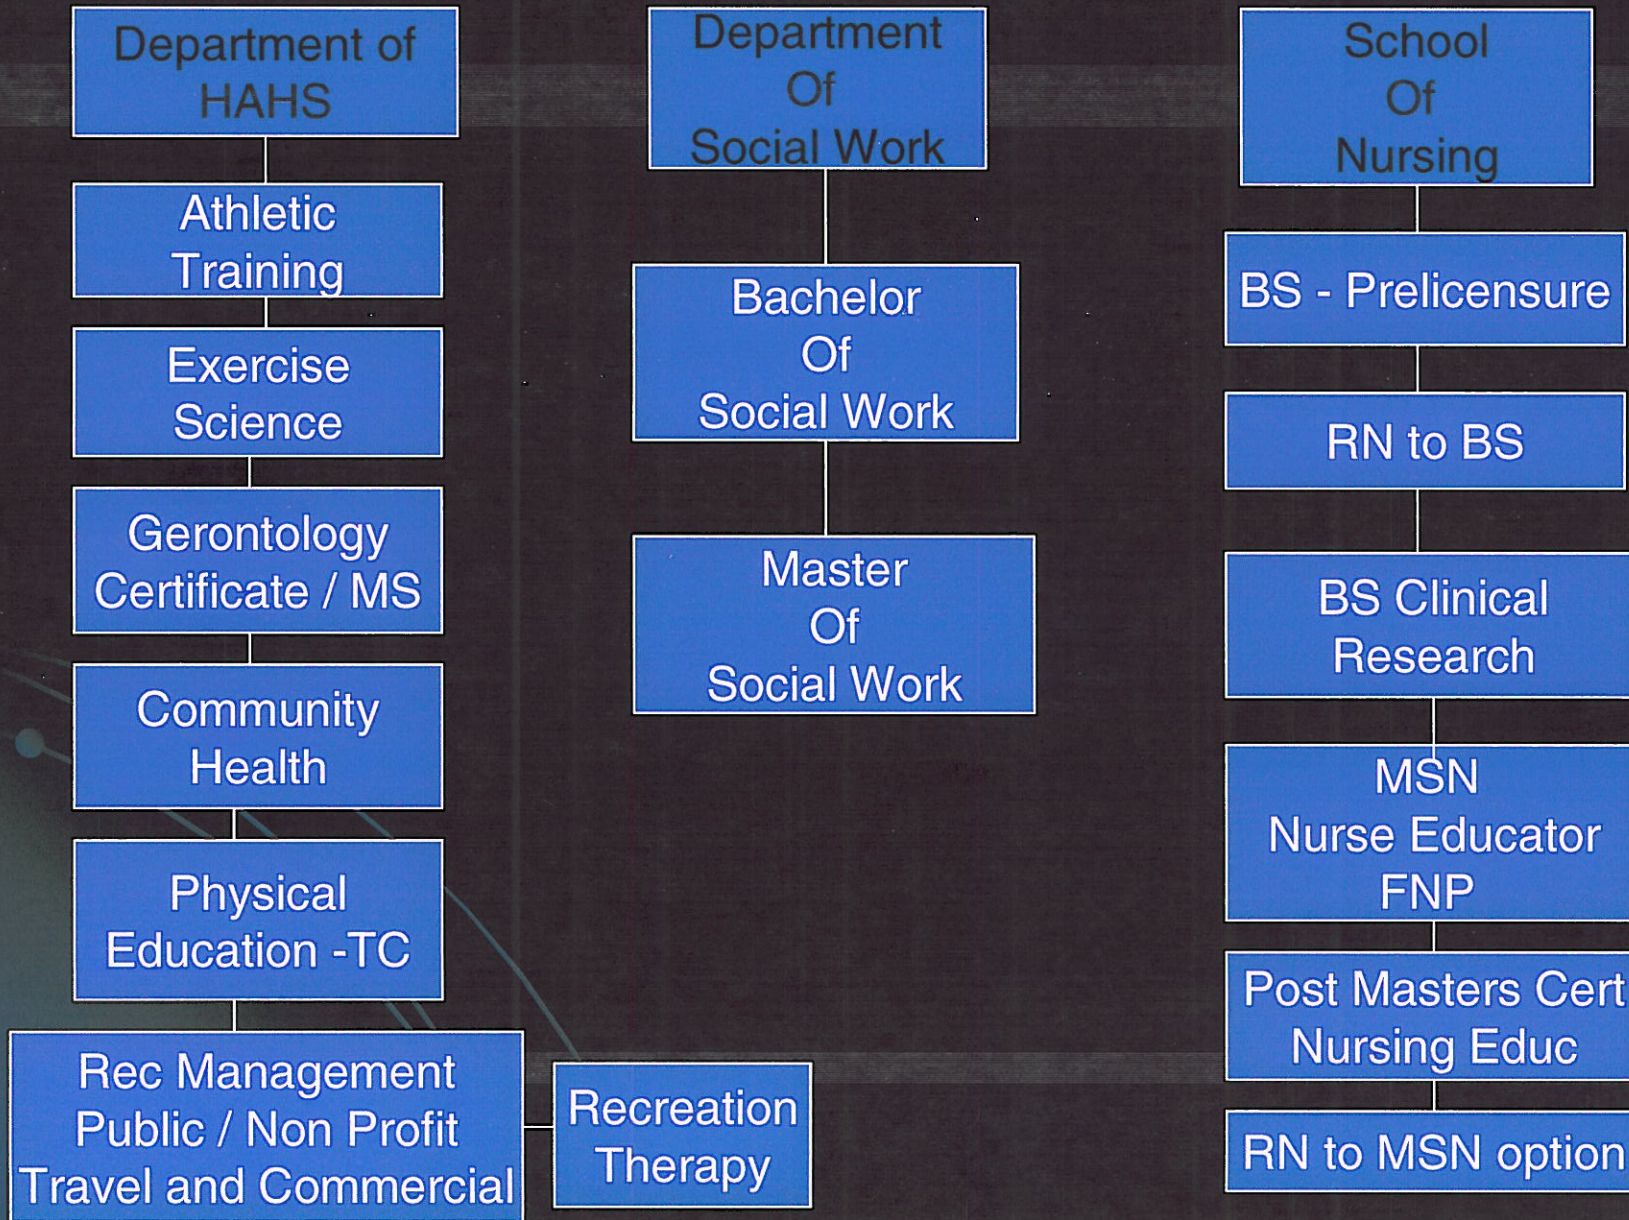 Department of
HAHS
Athletic
Training
Exercise
Science
Gerontology
Certificate / MS
Community
Health
Physical
Education -TC
Rec Management
Public / Non Profit
Travel and Commercial
Recreation
Therapy
Department
Of
Social Work
Bachelor
Of
Social Work
Master
Of
Social Work
School
Of
Nursing
BS - Prelicensure
RN to BS
BS Clinical
Research
MSN
Nurse Educator
FNP
Post Masters Cert
Nursing Educ
RN to MSN option